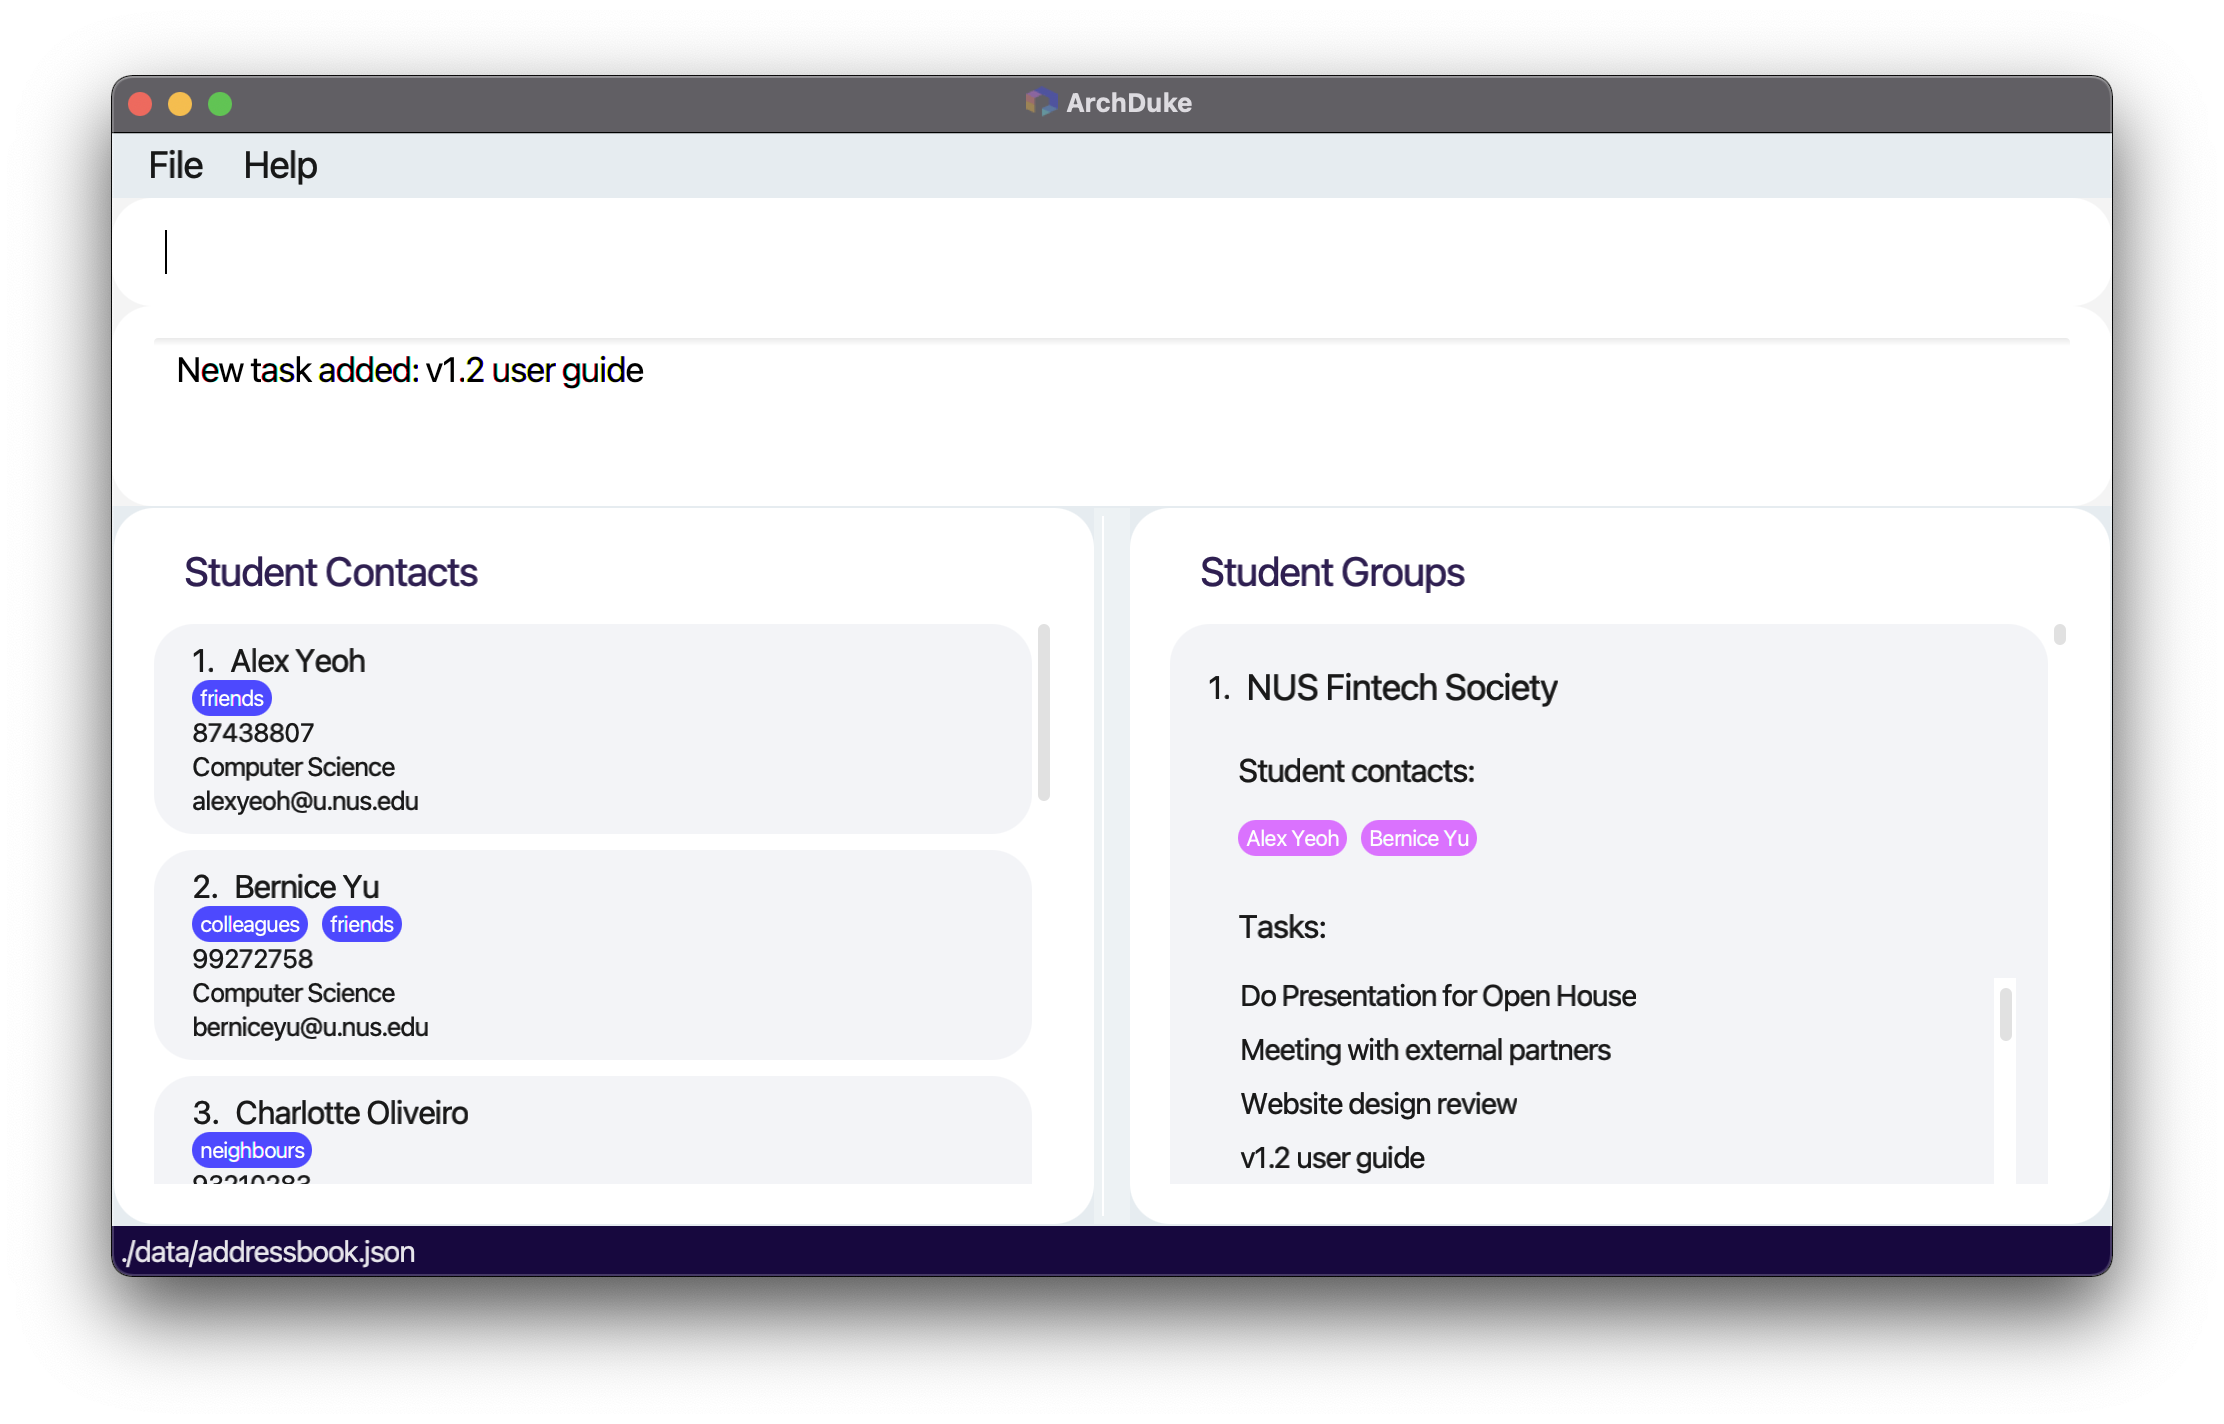 ArchDuke
File Help
New task added: v1.2 user guide
Student Contacts
1. Alex Yeoh
friends
87438807
Computer Science
alexyeoh@u.nus.edu
2. Bernice Yu
colleagues friends
99272758
Computer Science
berniceyu@u.nus.edu
3. Charlotte Oliveiro
neighbours
93210283
Student Groups
1. NUS Fintech Society
Student contacts:
Alex Yeoh Bernice Yu
Tasks:
Do Presentation for Open House
Meeting with external partners
Website design review
v1.2 user guide
./data/addressbook.json